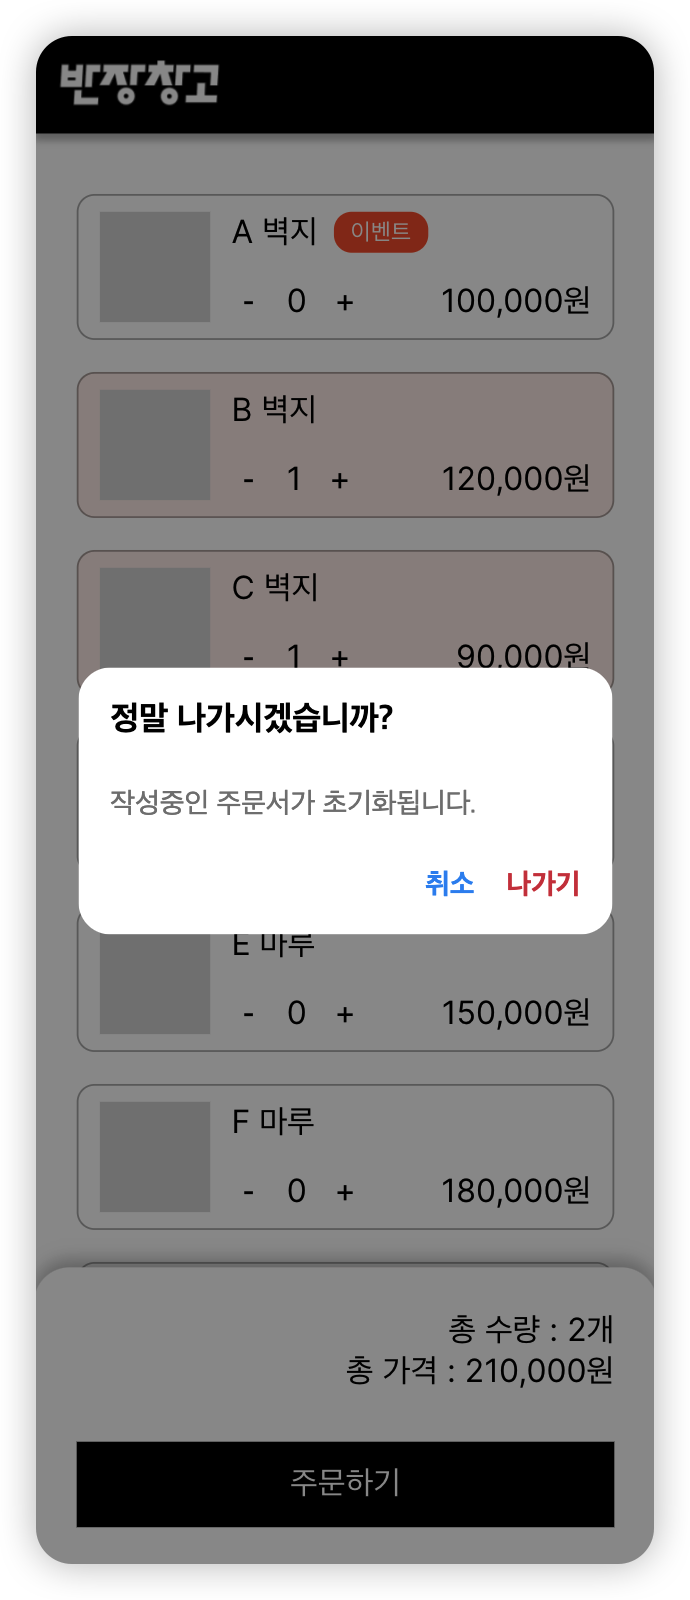 반장창고
A 벽지 이벤트
- 0 + 100,000원
B 벽지
- 1 + 120,000원
C 벽지
- 1 + 90,000원
정말 나가시겠습니까?
작성중인 주문서가 초기화됩니다.
취소 나가기
E 마루
- 0 + 150,000원
F 마루
- 0 + 180,000원
총 수량 : 2개
총 가격 : 210,000원
주문하기